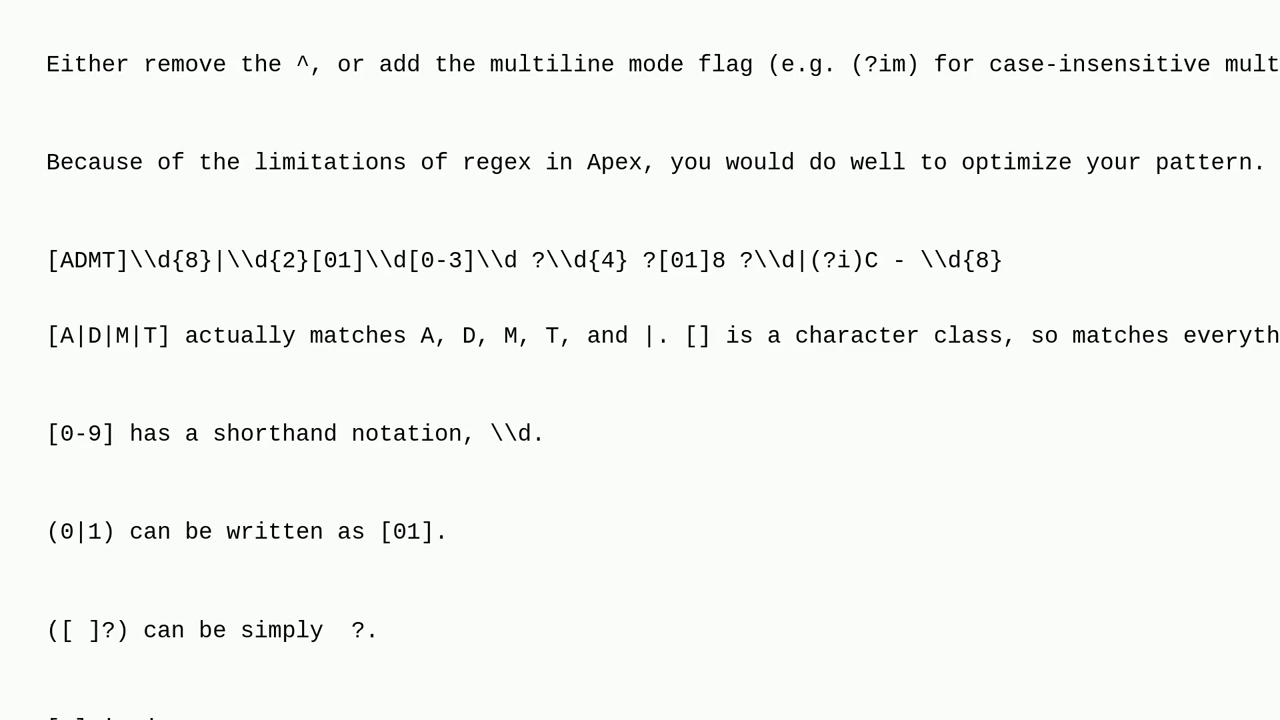 Either remove the ^, or add the multiline mode flag (e.g. (?im) for case-insensitive mult
Because of the limitations of regex in Apex, you would do well to optimize your pattern.
[ADMT]\\d{8}|\\d{2}[01]\\d[0-3]\\d ?\\d{4} ?[01]8 ?\\d|(?i)C - \\d{8}
[A|D|M|T] actually matches A, D, M, T, and |. [] is a character class, so matches everyth
[0-9] has a shorthand notation, \\d.
(0|1) can be written as [01].
([ ]?) can be simply  ?.